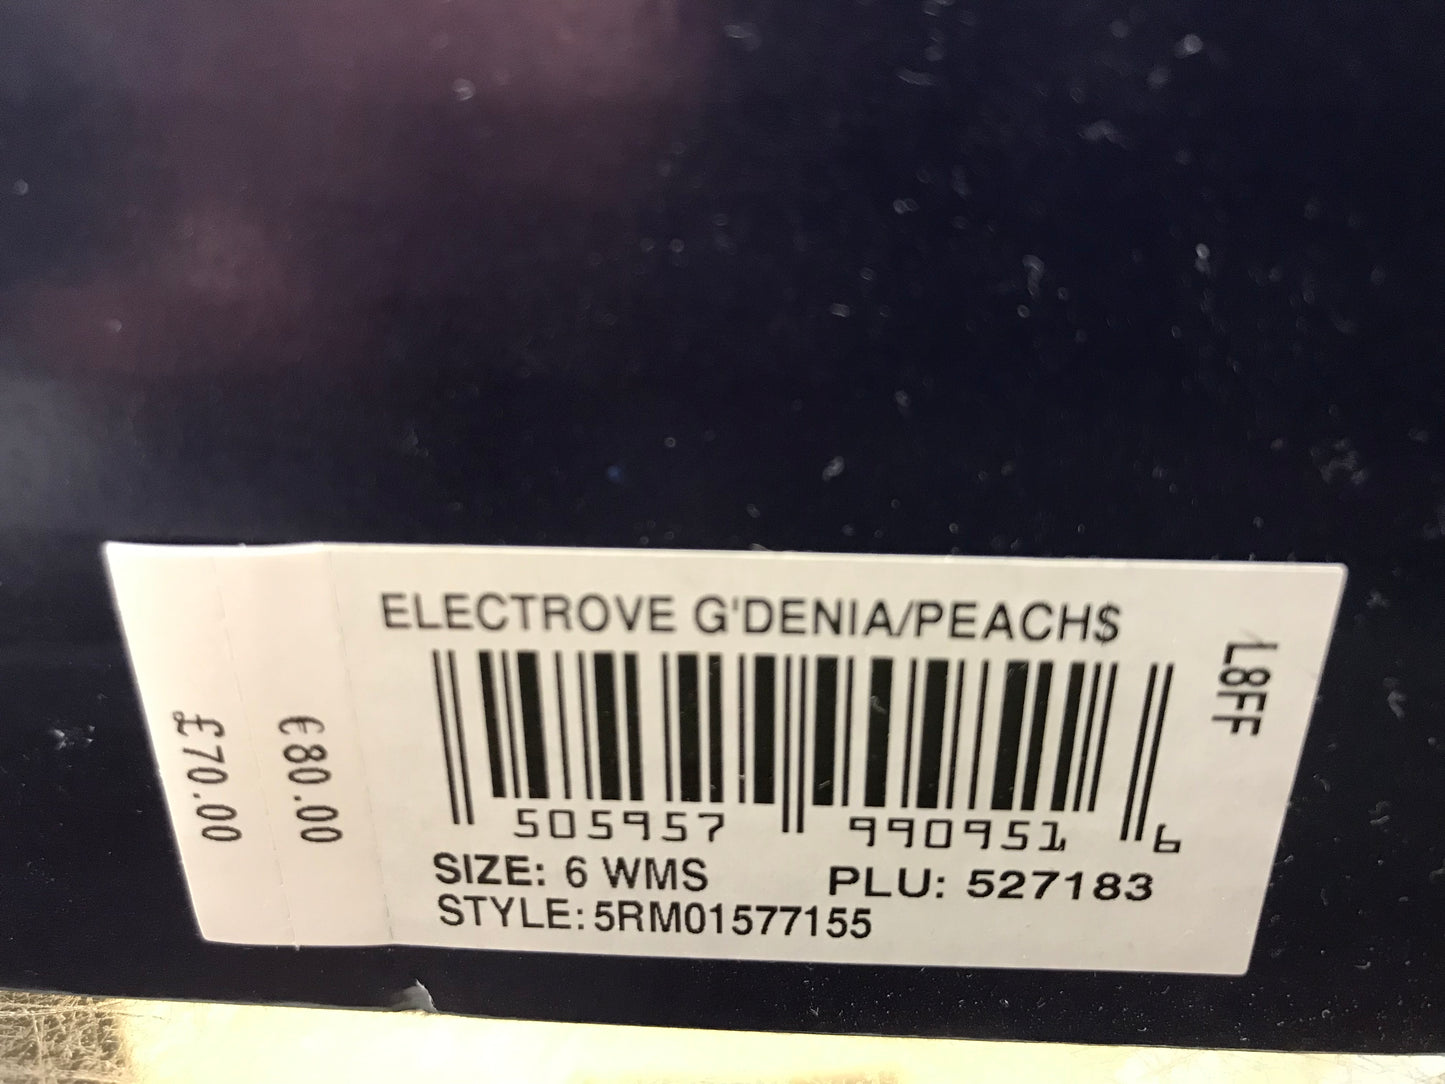 ELECTROVE G'DENIA/PEACH$
L8FF
505957 990951 6
SIZE: 6 WMS PLU: 527183
STYLE: 5RM01577155
€80.00
£70.00